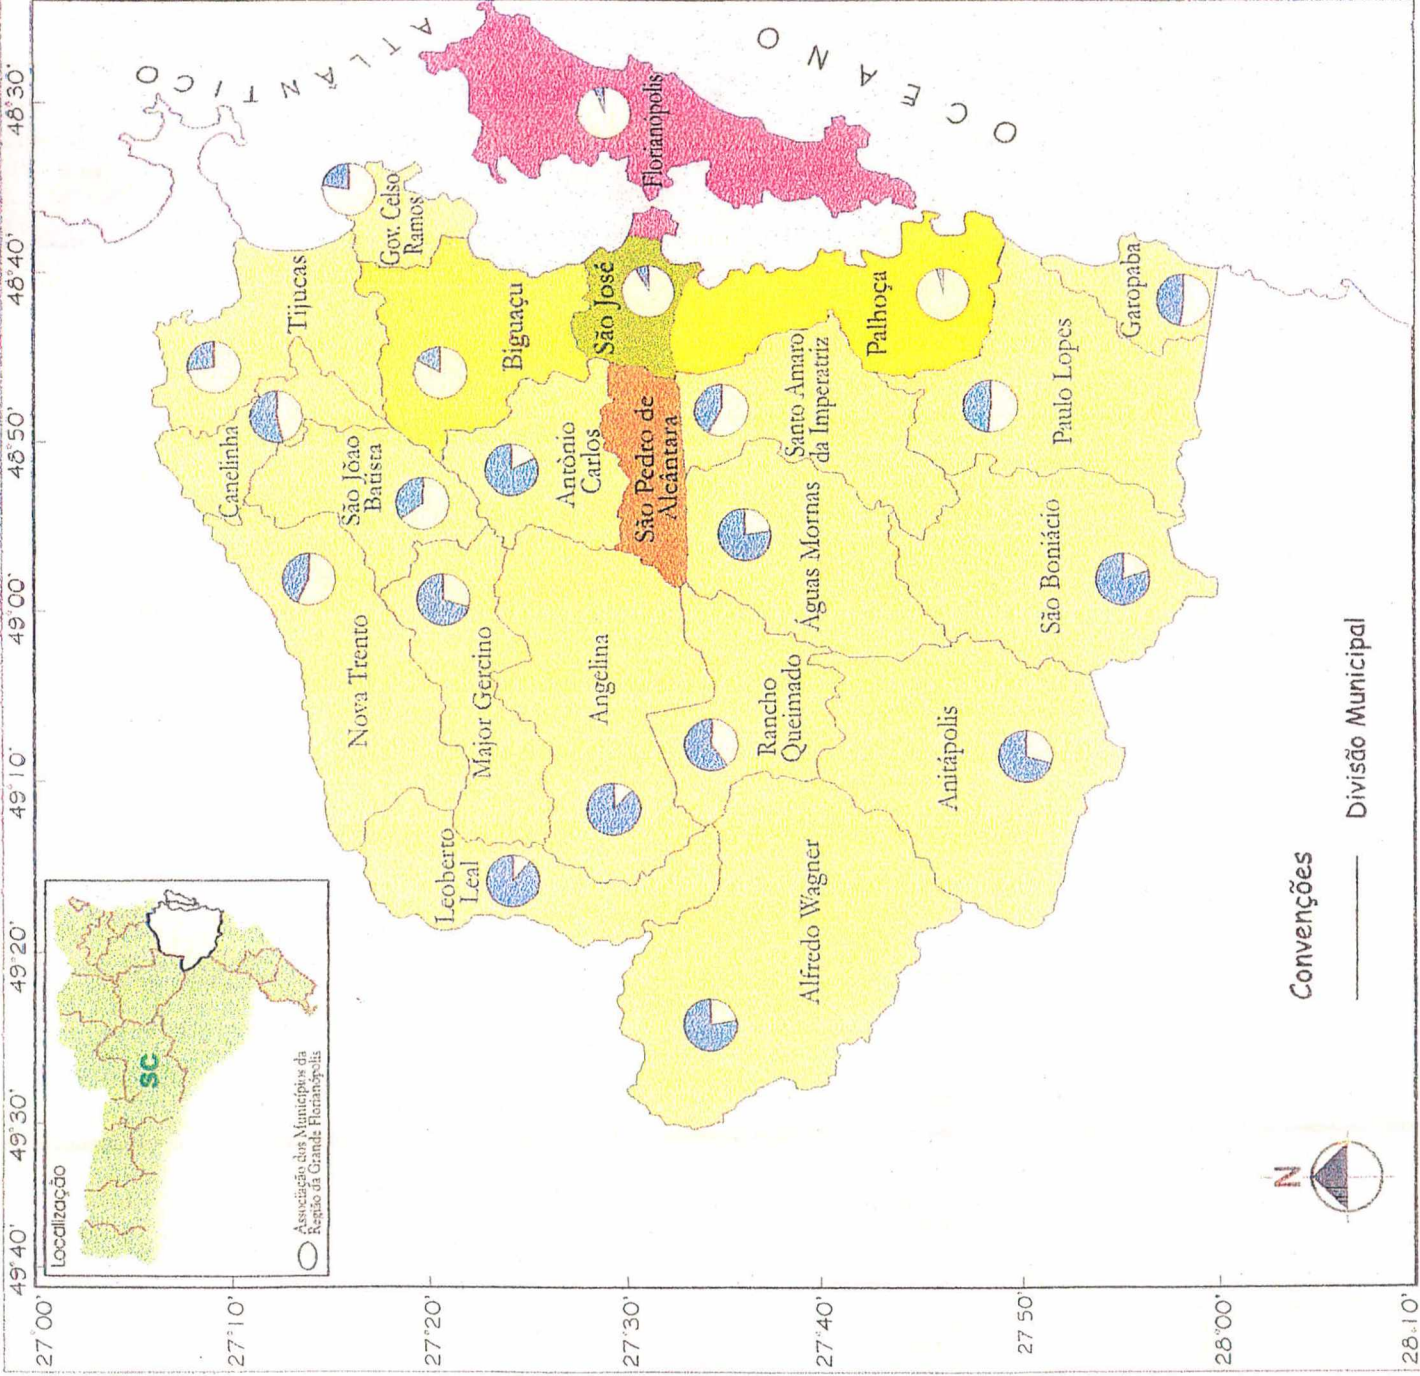 49°40'
49°30'
49°20'
49°10'
49°00'
48°50'
48°40'
48°30'
27°00'
27°10'
27°20'
27°30'
27°40'
27°50'
28°00'
28°10'
Localização
SC
Associação dos Municípios da
Região da Grande Florianópolis
OCEANO
ATLÂNTICO
Tijucas
Gov. Celso
Ramos
Canelinha
São Jõao
Batista
Biguaçu
Nova Trento
Major Gercino
Antònio
Carlos
São José
Florianópolis
Leoberto
Leal
Angelina
São Pedro de
Alcántara
Rancho
Queimado
Águas Mornas
Santo Amaro
da Imperatriz
Palhoça
Alfredo Wagner
Anitápolis
São Boniácio
Paulo Lopes
Garopaba
N
Convenções
Divisão Municipal